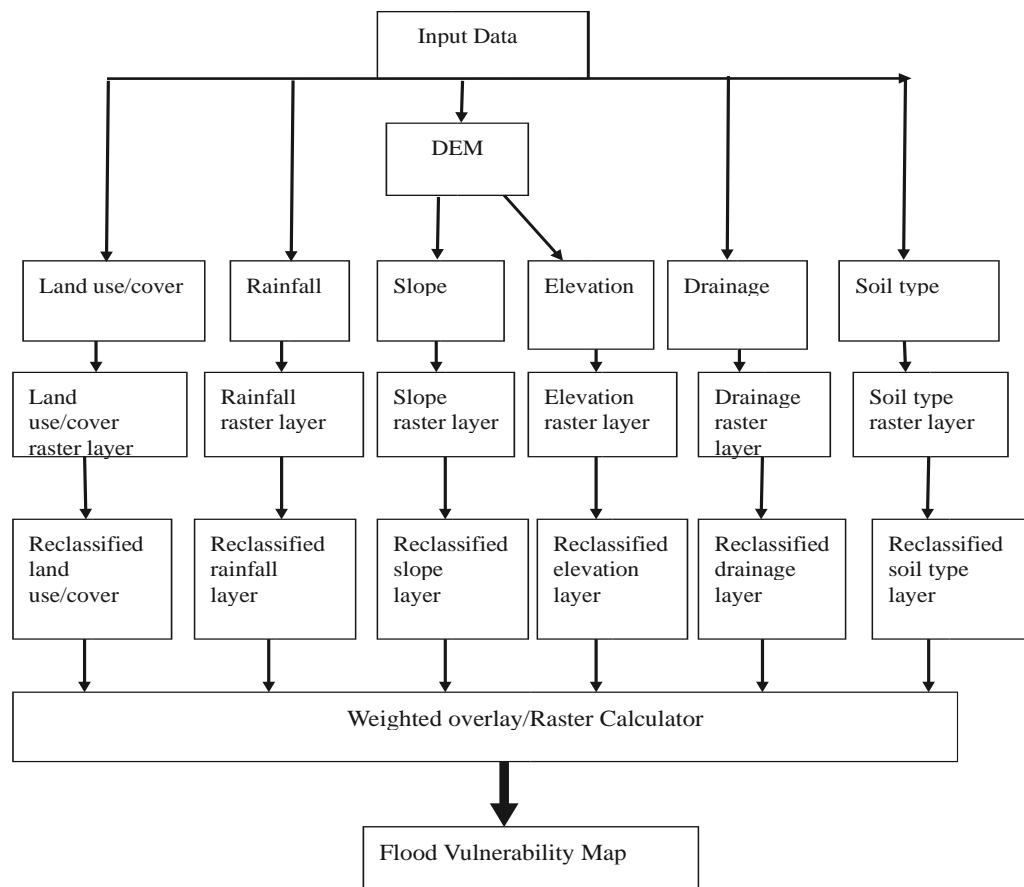 Input Data
DEM
Land use/cover
Rainfall
Slope
Elevation
Drainage
Soil type
Land
use/cover
raster layer
Rainfall
raster layer
Slope
raster layer
Elevation
raster layer
Drainage
raster
layer
Soil type
raster layer
Reclassified
land
use/cover
Reclassified
rainfall
layer
Reclassified
slope
layer
Reclassified
elevation
layer
Reclassified
drainage
layer
Reclassified
soil type
layer
Weighted overlay/Raster Calculator
Flood Vulnerability Map